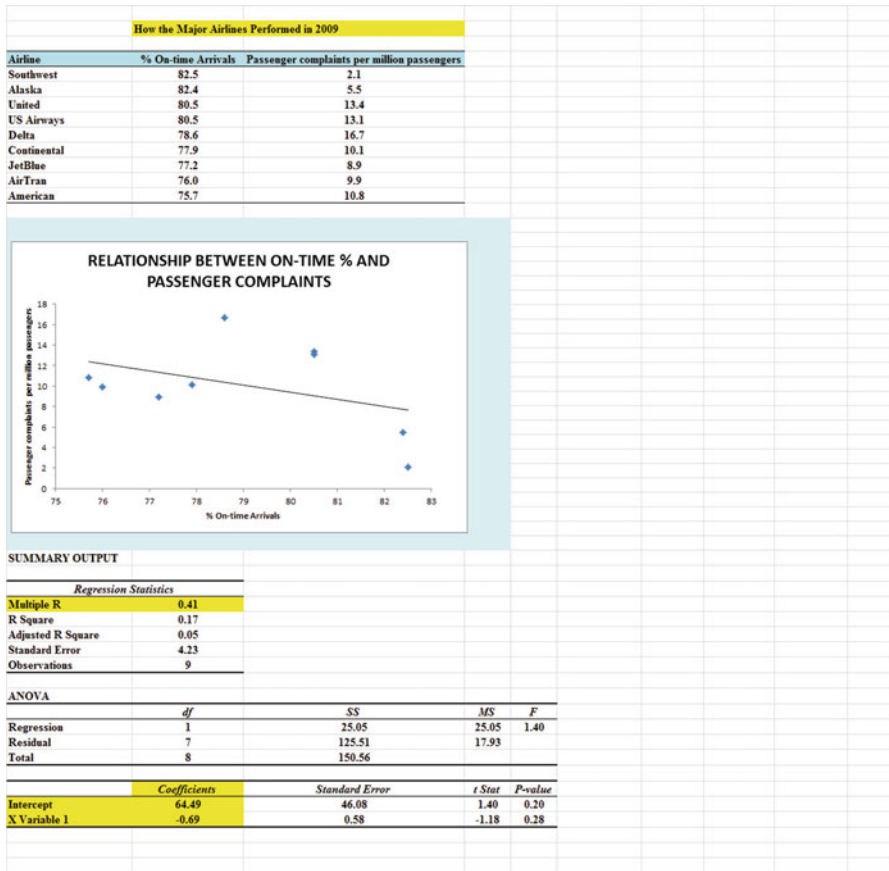 How the Major Airlines Performed in 2009
Airline % On-time Arrivals Passenger complaints per million passengers
Southwest 82.5 2.1
Alaska 82.4 5.5
United 80.5 13.4
US Airways 80.5 13.1
Delta 78.6 16.7
Continental 77.9 10.1
JetBlue 77.2 8.9
AirTran 76.0 9.9
American 75.7 10.8
RELATIONSHIP BETWEEN ON-TIME % AND
PASSENGER COMPLAINTS
Passenger complaints per million passengers
18
16
14
12
10
8
6
4
2
0
75 76 77 78 79 80 81 82 83
% On-time Arrivals
SUMMARY OUTPUT
Regression Statistics
Multiple R 0.41
R Square 0.17
Adjusted R Square 0.05
Standard Error 4.23
Observations 9
ANOVA
df SS MS F
Regression 1 25.05 25.05 1.40
Residual 7 125.51 17.93
Total 8 150.56
Coefficients Standard Error t Stat P-value
Intercept 64.49 46.08 1.40 0.20
X Variable 1 -0.69 0.58 -1.18 0.28